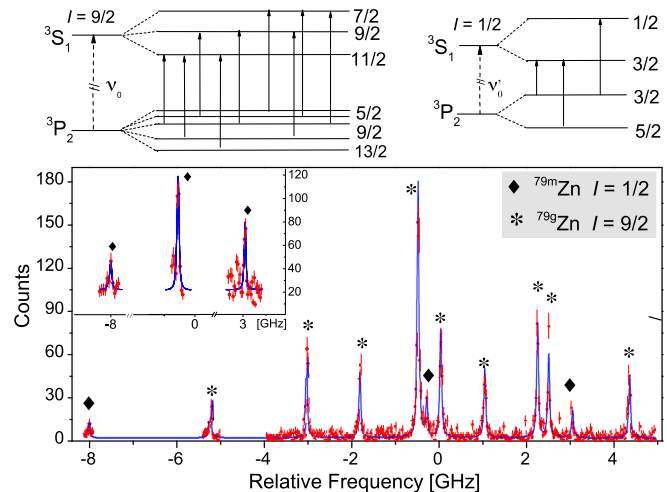 I = 9/2
³S₁
ν₀
³P₂
7/2
9/2
11/2
5/2
9/2
13/2
I = 1/2
³S₁
ν₀'
³P₂
1/2
3/2
3/2
5/2
180
150
120
90
60
30
0
Counts
120
100
80
60
40
20
-8
0
3
[GHz]
♦ ⁷⁹ᵐZn I = 1/2
* ⁷⁹ᵍZn I = 9/2
-8
-6
-4
-2
0
2
4
Relative Frequency [GHz]